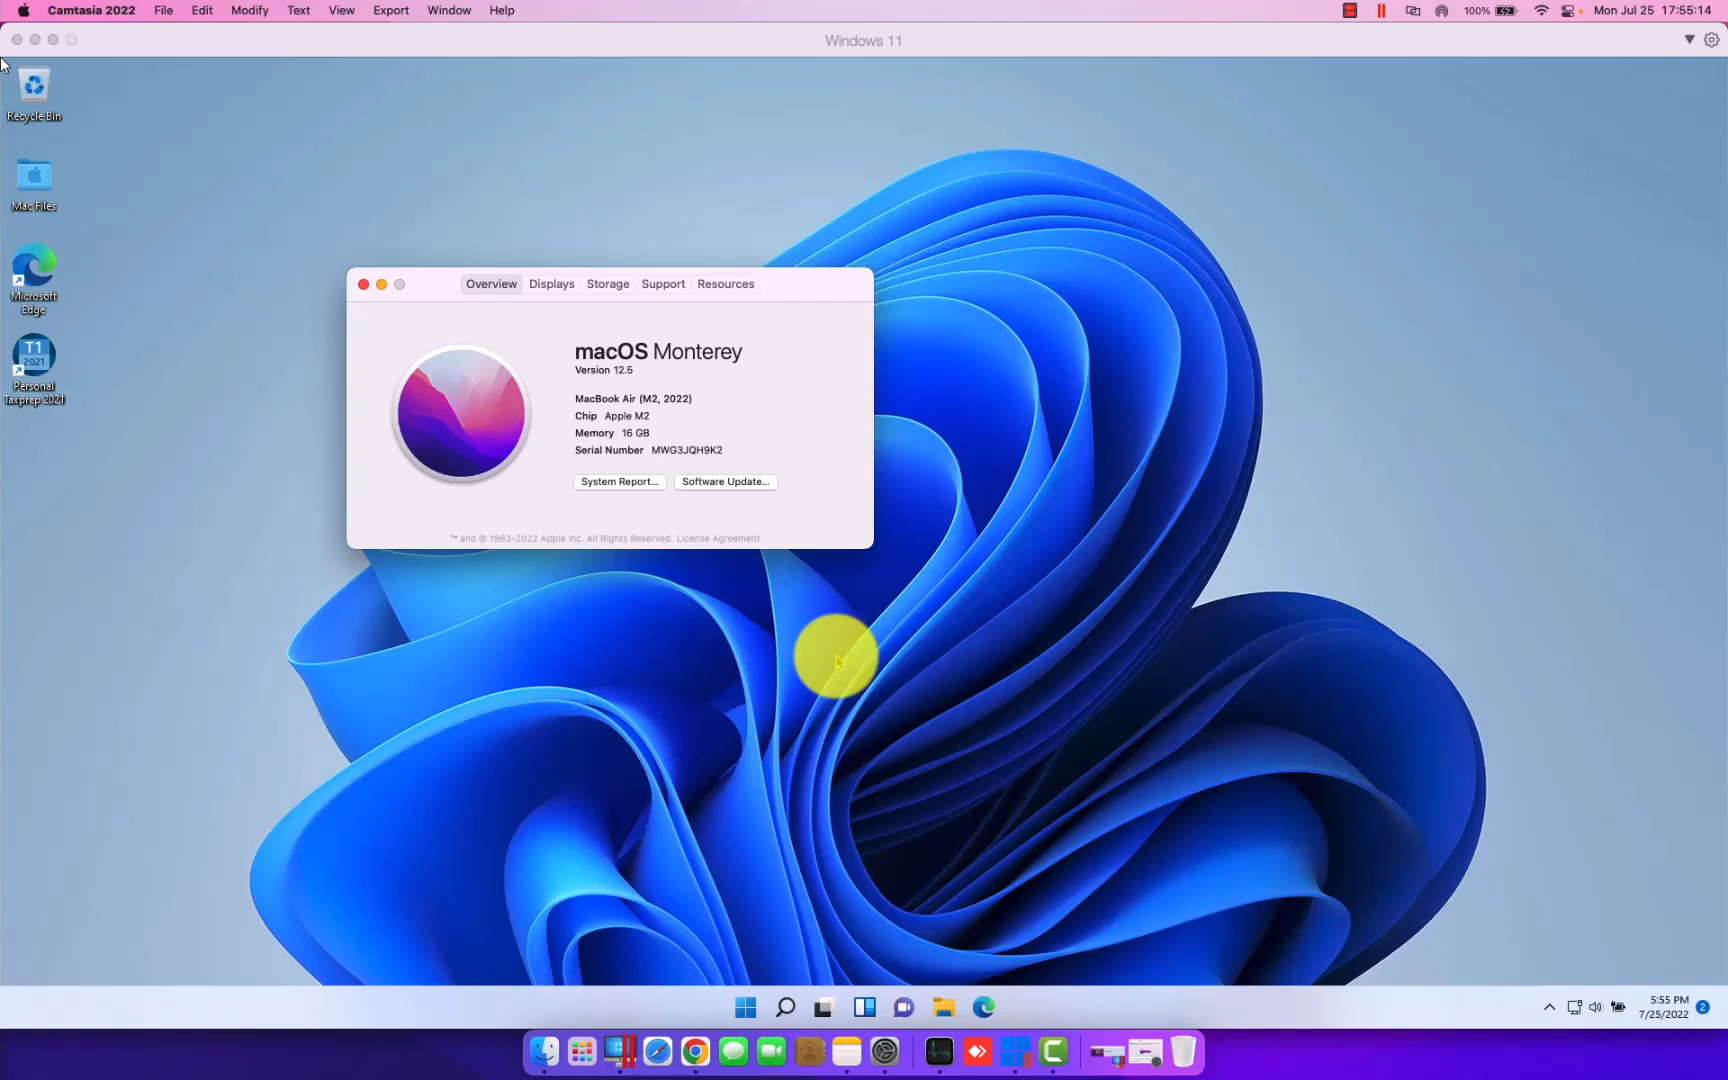 Camtasia 2022 File Edit Modify Text View Export Window Help 100% Mon Jul 25 17:55:14
Windows 11
Recycle Bin
Mac Files
Microsoft
Edge
T1
2021
Personal
Taxprep 2021
Overview Displays Storage Support Resources
macOS Monterey
Version 12.5
MacBook Air (M2, 2022)
Chip Apple M2
Memory 16 GB
Serial Number MWG3JQH9K2
System Report... Software Update...
™ and © 1983-2022 Apple Inc. All Rights Reserved. License Agreement
5:55 PM
7/25/2022
2